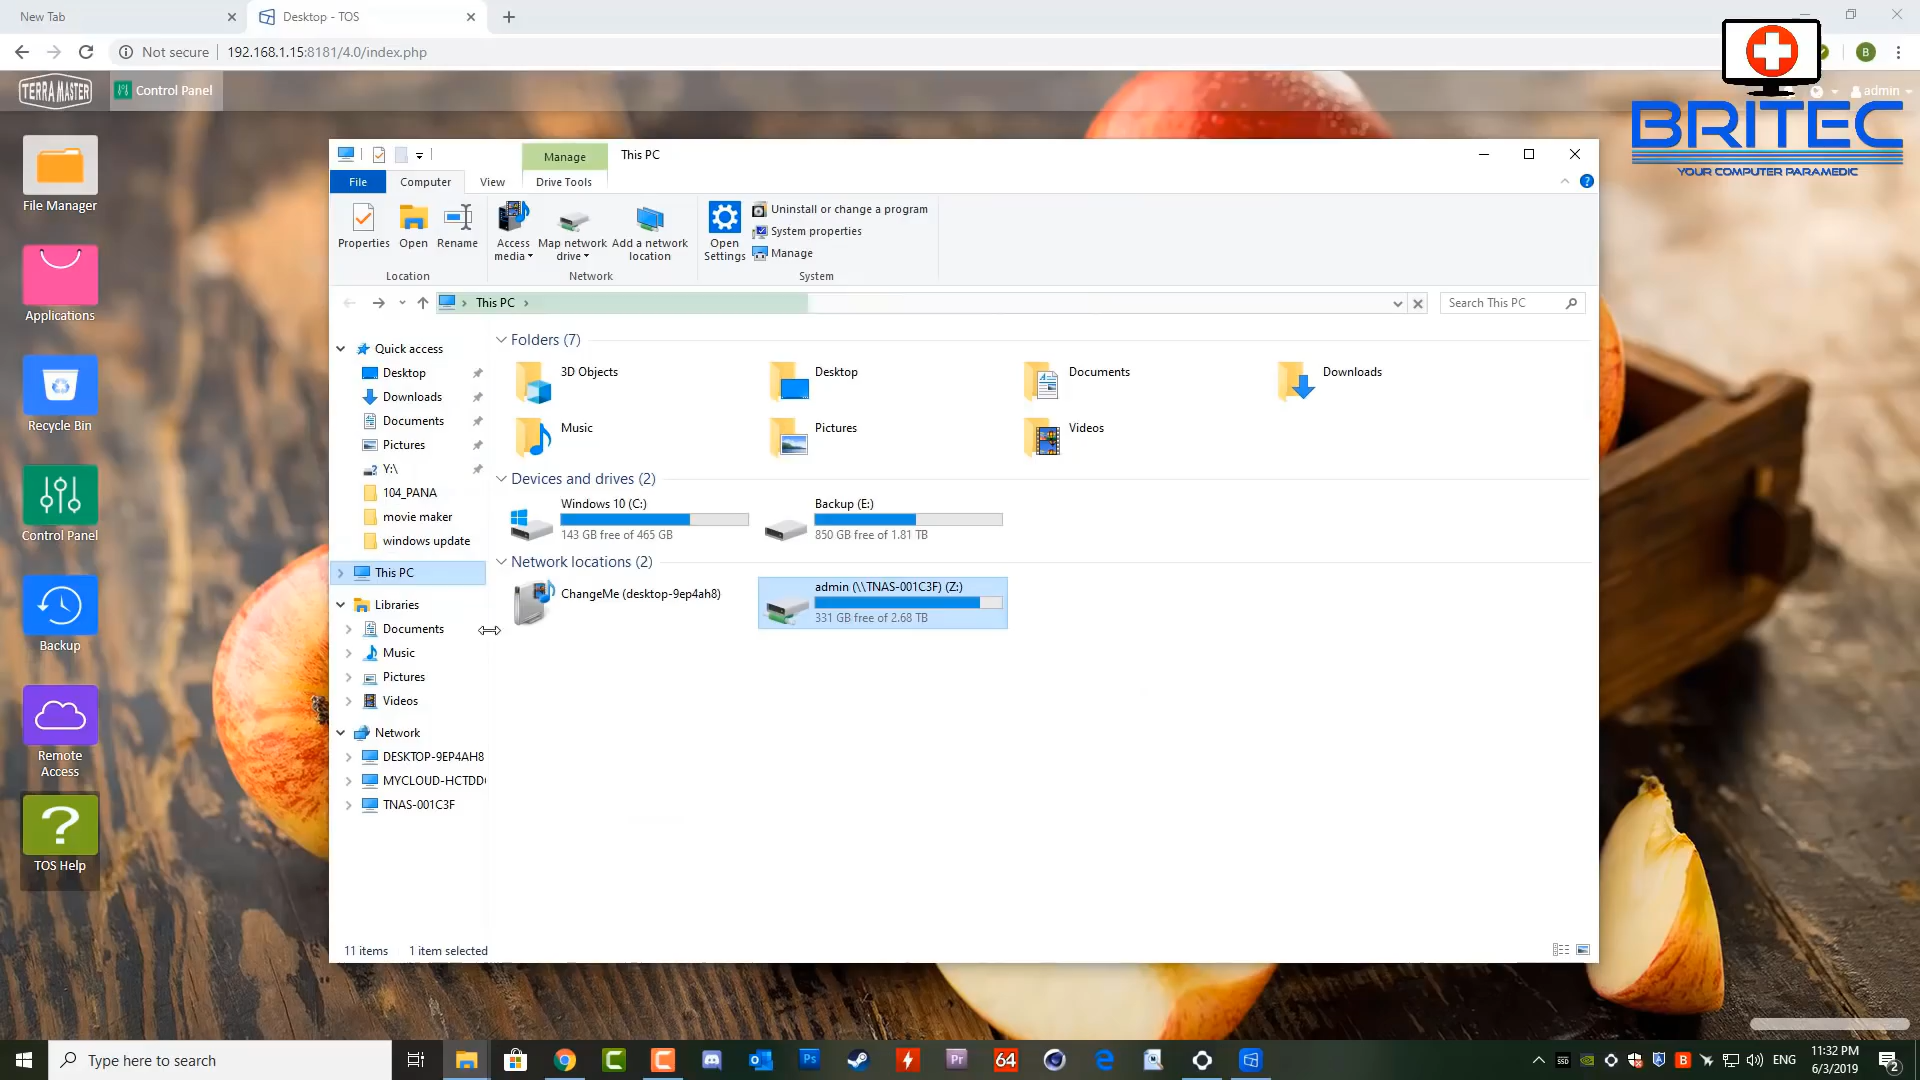 New Tab
Desktop - TOS
Not secure
192.168.1.15:8181/4.0/index.php
B
TERRA MASTER
Control Panel
admin
BRITEC
YOUR COMPUTER PARAMEDIC
File Manager
Applications
Recycle Bin
Control Panel
Backup
Remote
Access
?
TOS Help
Manage
This PC
File
Computer
View
Drive Tools
Properties
Open
Rename
Access
media
Map network
drive
Add a network
location
Open
Settings
Uninstall or change a program
System properties
Manage
Location
Network
System
This PC
Search This PC
Quick access
Desktop
Downloads
Documents
Pictures
Y:\
104_PANA
movie maker
windows update
This PC
Libraries
Documents
Music
Pictures
Videos
Network
DESKTOP-9EP4AH8
MYCLOUD-HCTDD
TNAS-001C3F
Folders (7)
3D Objects
Desktop
Documents
Downloads
Music
Pictures
Videos
Devices and drives (2)
Windows 10 (C:)
143 GB free of 465 GB
Backup (E:)
850 GB free of 1.81 TB
Network locations (2)
ChangeMe (desktop-9ep4ah8)
admin (\\TNAS-001C3F) (Z:)
331 GB free of 2.68 TB
11 items
1 item selected
Type here to search
Ps
Pr
64
SSD
B
ENG
11:32 PM
6/3/2019
2